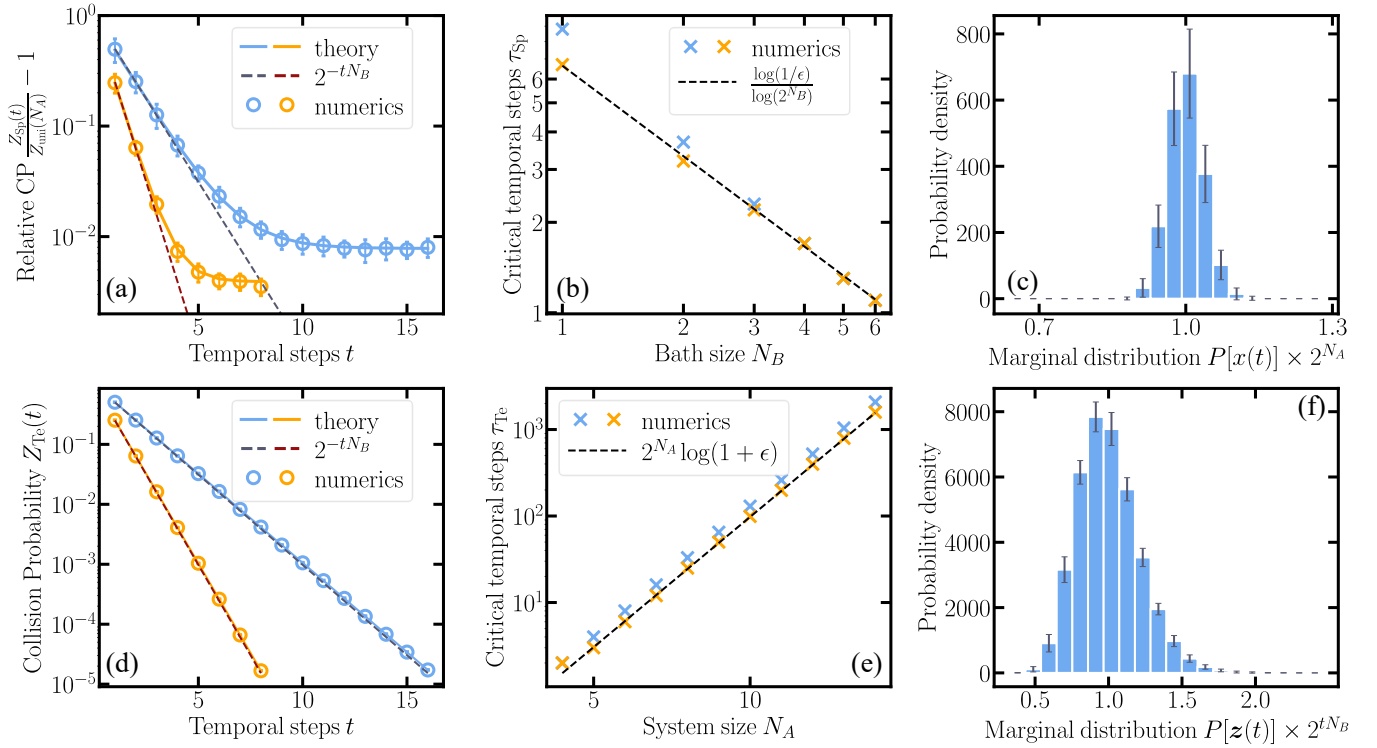 Relative CP Z_Sp(t)/Z_uni(N_A) − 1
10^0
10^−1
10^−2
theory
2^−tN_B
numerics
(a)
5
10
15
Temporal steps t
Critical temporal steps τ_Sp
6
5
4
3
2
1
numerics
log(1/ϵ)/log(2^N_B)
(b)
1
2
3
4
5
6
Bath size N_B
Probability density
800
600
400
200
0
(c)
0.7
1.0
1.3
Marginal distribution P[x(t)] × 2^N_A
Collision Probability Z_Te(t)
10^−1
10^−2
10^−3
10^−4
10^−5
theory
2^−tN_B
numerics
(d)
5
10
15
Temporal steps t
Critical temporal steps τ_Te
10^3
10^2
10^1
numerics
2^N_A log(1 + ϵ)
(e)
5
10
System size N_A
Probability density
8000
6000
4000
2000
0
(f)
0.5
1.0
1.5
2.0
Marginal distribution P[z(t)] × 2^tN_B